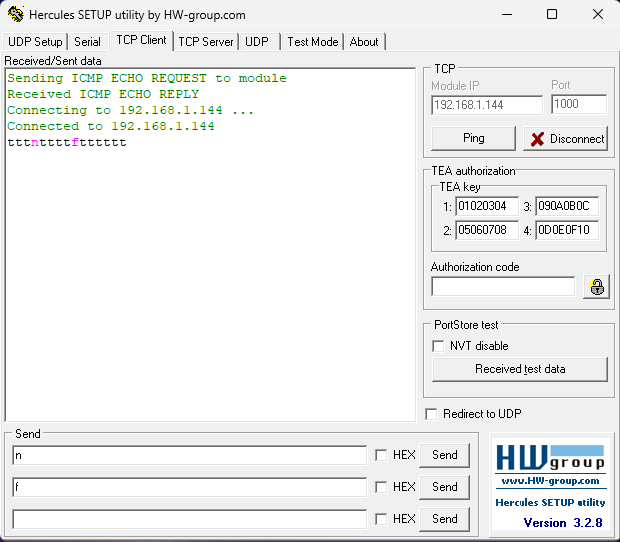 Hercules SETUP utility by HW-group.com
UDP Setup Serial TCP Client TCP Server UDP Test Mode About
Received/Sent data
Sending ICMP ECHO REQUEST to module
Received ICMP ECHO REPLY
Connecting to 192.168.1.144 ...
Connected to 192.168.1.144
tttnttttftttttt
TCP
Module IP Port
192.168.1.144 1000
Ping Disconnect
TEA authorization
TEA key
1: 01020304 3: 090A0B0C
2: 05060708 4: 0D0E0F10
Authorization code
PortStore test
NVT disable
Received test data
Redirect to UDP
Send
n HEX Send
f HEX Send
HEX Send
HW group
www.HW-group.com
Hercules SETUP utility
Version 3.2.8